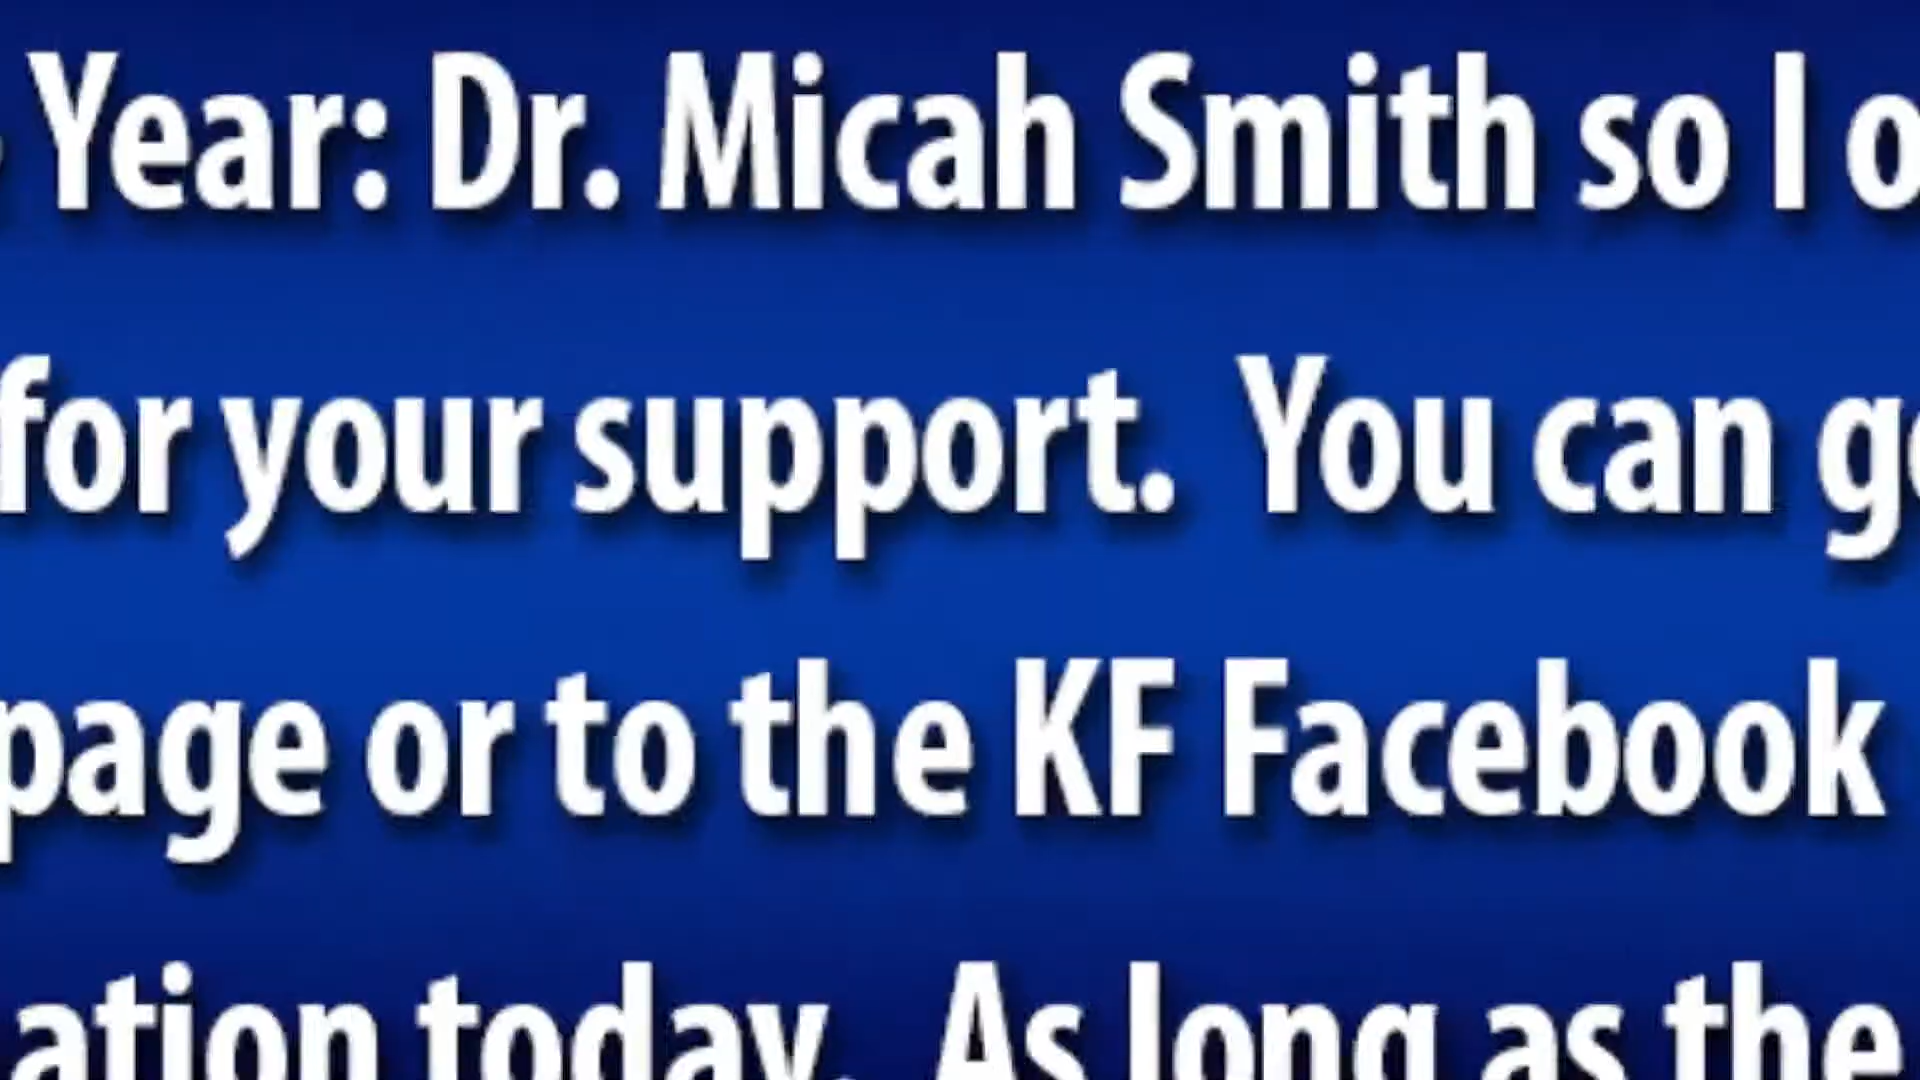 Year: Dr. Micah Smith so I
for your support. You can
page or to the KF Facebook
ation today. As long as the